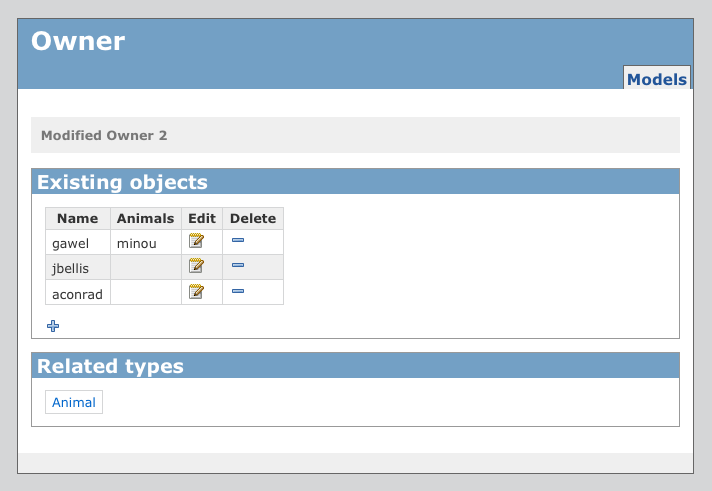 Owner
Models
Modified Owner 2
Existing objects
Name Animals Edit Delete
gawel minou
jbellis
aconrad
Related types
Animal